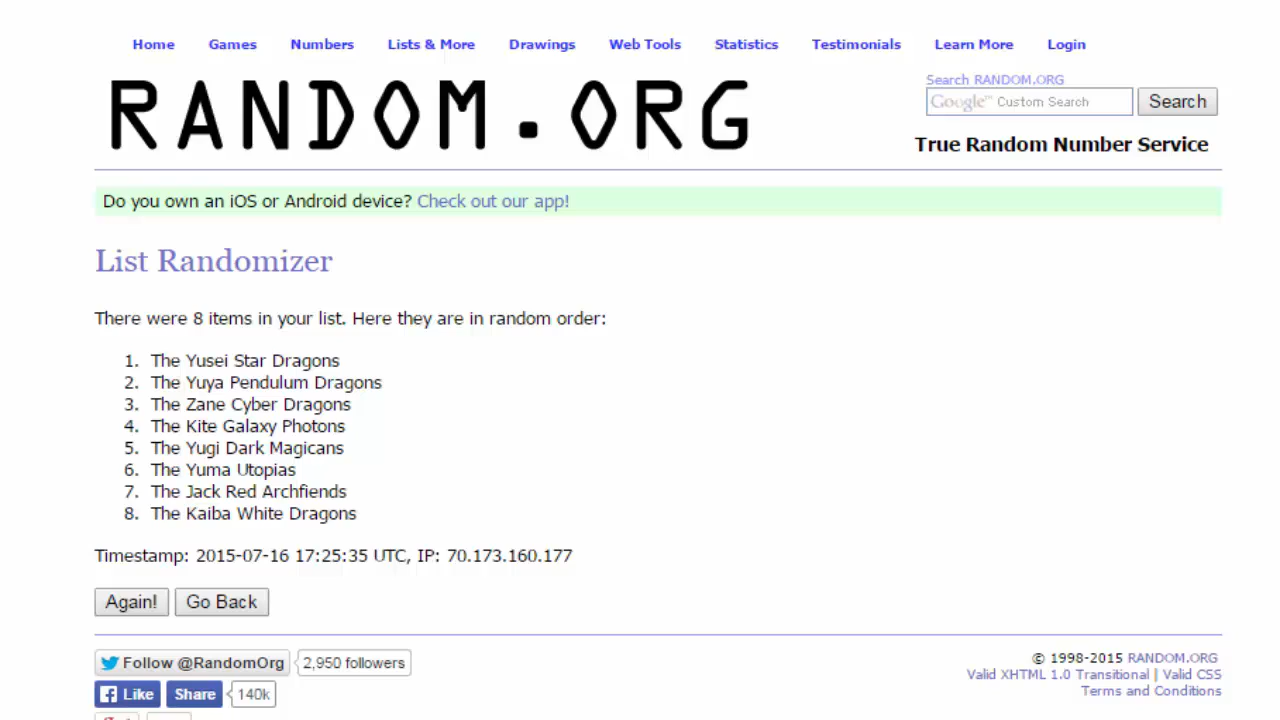 Home Games Numbers Lists & More Drawings Web Tools Statistics Testimonials Learn More Login
RANDOM.ORG
Search RANDOM.ORG
Google™ Custom Search Search
True Random Number Service
Do you own an iOS or Android device? Check out our app!
List Randomizer
There were 8 items in your list. Here they are in random order:
1. The Yusei Star Dragons
2. The Yuya Pendulum Dragons
3. The Zane Cyber Dragons
4. The Kite Galaxy Photons
5. The Yugi Dark Magicans
6. The Yuma Utopias
7. The Jack Red Archfiends
8. The Kaiba White Dragons
Timestamp: 2015-07-16 17:25:35 UTC, IP: 70.173.160.177
Again! Go Back
Follow @RandomOrg 2,950 followers
Like Share 140k
© 1998-2015 RANDOM.ORG
Valid XHTML 1.0 Transitional | Valid CSS
Terms and Conditions